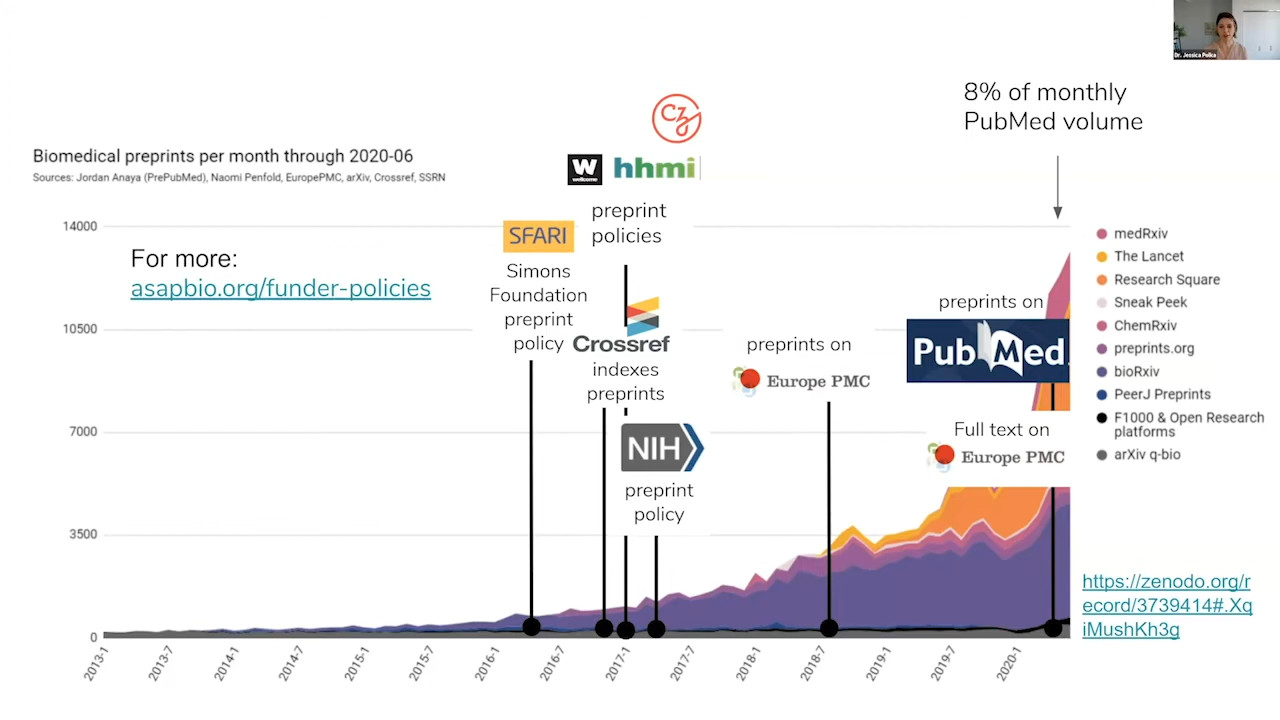 Dr. Jessica Polka
8% of monthly
PubMed volume
Biomedical preprints per month through 2020-06
Sources: Jordan Anaya (PrePubMed), Naomi Penfold, EuropePMC, arXiv, Crossref, SSRN
CZ
W
wellcome
hhmi
preprint
policies
14000
10500
7000
3500
0
For more:
asapbio.org/funder-policies
SFARI
Simons
Foundation
preprint
policy
Crossref
indexes
preprints
NIH
preprint
policy
preprints on
Europe PMC
preprints on
PubMed
Full text on
Europe PMC
medRxiv
The Lancet
Research Square
Sneak Peek
ChemRxiv
preprints.org
bioRxiv
PeerJ Preprints
F1000 & Open Research
platforms
arXiv q-bio
https://zenodo.org/r
ecord/3739414#.Xq
iMushKh3g
2013-1
2013-7
2014-1
2014-7
2015-1
2015-7
2016-1
2016-7
2017-1
2017-7
2018-1
2018-7
2019-1
2019-7
2020-1